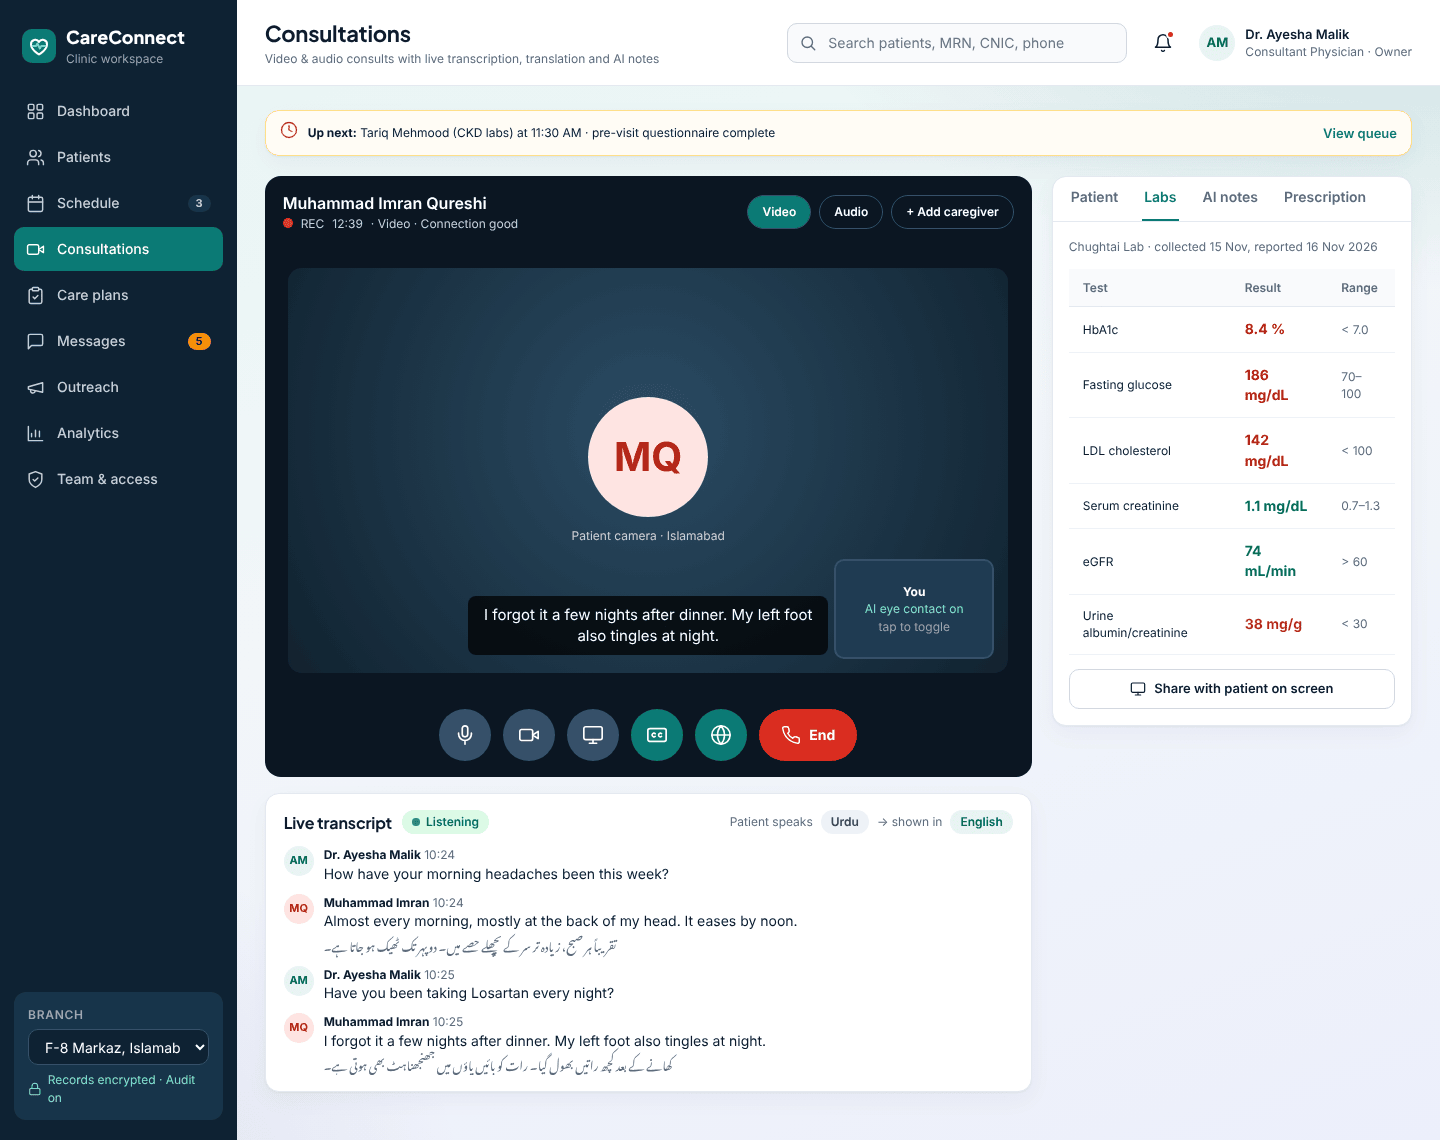 CareConnect
Clinic workspace
Dashboard
Patients
Schedule 3
Consultations
Care plans
Messages 5
Outreach
Analytics
Team & access
BRANCH
F-8 Markaz, Islamab
Records encrypted · Audit
on
Consultations
Video & audio consults with live transcription, translation and AI notes
Search patients, MRN, CNIC, phone
AM
Dr. Ayesha Malik
Consultant Physician · Owner
Up next: Tariq Mehmood (CKD labs) at 11:30 AM · pre-visit questionnaire complete
View queue
Muhammad Imran Qureshi
REC 12:39 · Video · Connection good
Video
Audio
+ Add caregiver
MQ
Patient camera · Islamabad
I forgot it a few nights after dinner. My left foot
also tingles at night.
You
AI eye contact on
tap to toggle
CC
End
Live transcript
Listening
Patient speaks Urdu → shown in English
AM
Dr. Ayesha Malik 10:24
How have your morning headaches been this week?
MQ
Muhammad Imran 10:24
Almost every morning, mostly at the back of my head. It eases by noon.
تقریباً ہر صبح، زیادہ تر سر کے پچھلے حصے میں۔ دوپہر تک ٹھیک ہو جاتا ہے۔
AM
Dr. Ayesha Malik 10:25
Have you been taking Losartan every night?
MQ
Muhammad Imran 10:25
I forgot it a few nights after dinner. My left foot also tingles at night.
کھانے کے بعد کچھ راتیں بھول گیا۔ رات کو بائیں پاؤں میں جھنجھناہٹ بھی ہوتی ہے۔
Patient Labs AI notes Prescription
Chughtai Lab · collected 15 Nov, reported 16 Nov 2026
Test Result Range
HbA1c 8.4 % < 7.0
Fasting glucose 186 mg/dL 70–100
LDL cholesterol 142 mg/dL < 100
Serum creatinine 1.1 mg/dL 0.7–1.3
eGFR 74 mL/min > 60
Urine albumin/creatinine 38 mg/g < 30
Share with patient on screen